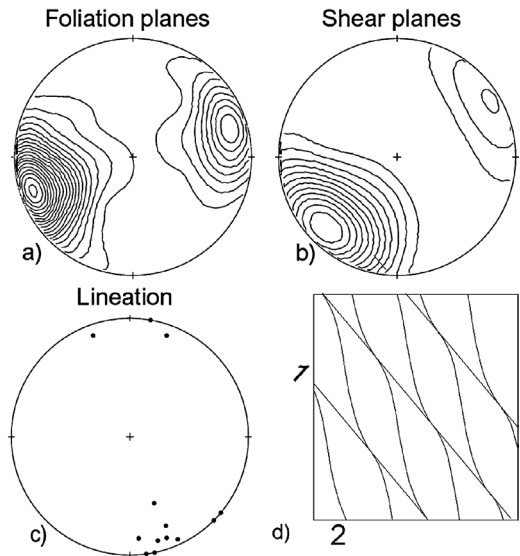 Foliation planes
Shear planes
a)
b)
Lineation
1
c)
d)
2